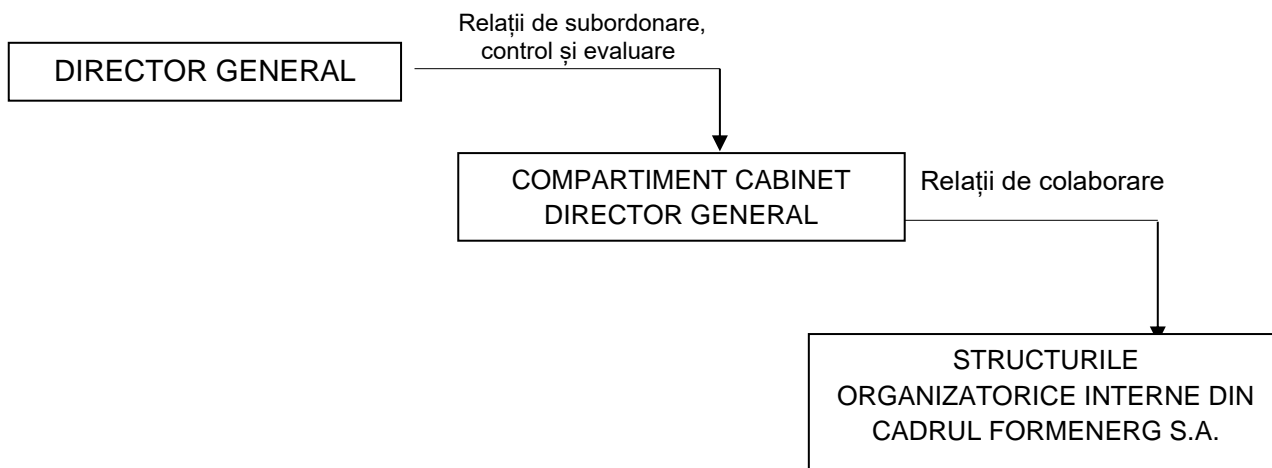 Relații de subordonare,
control și evaluare
DIRECTOR GENERAL
COMPARTIMENT CABINET
DIRECTOR GENERAL
Relații de colaborare
STRUCTURILE
ORGANIZATORICE INTERNE DIN
CADRUL FORMENERG S.A.